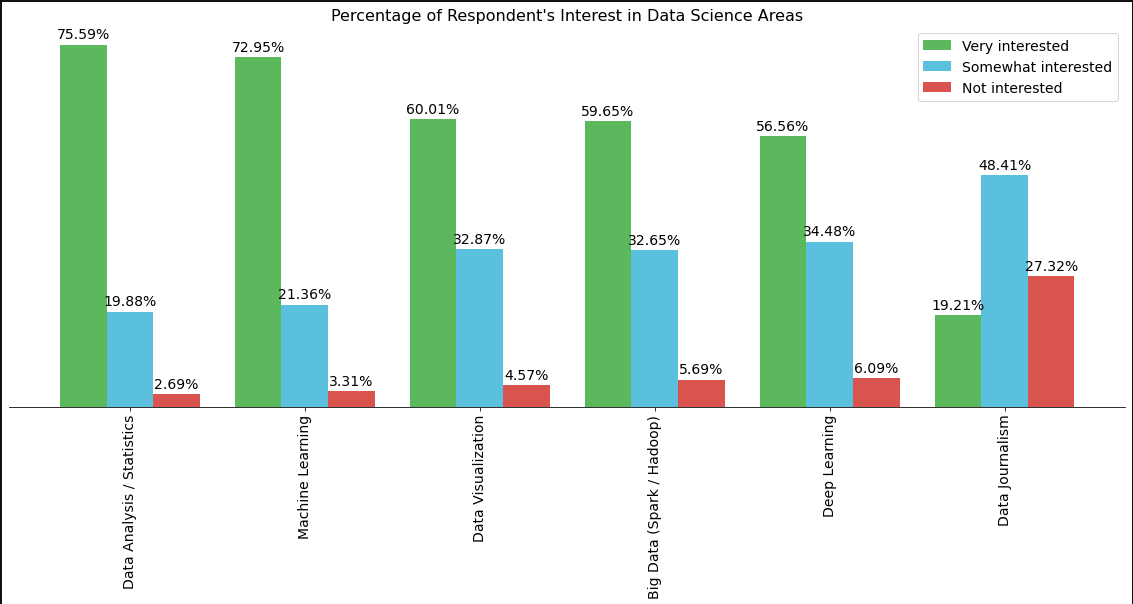 Percentage of Respondent's Interest in Data Science Areas
Very interested
Somewhat interested
Not interested
75.59%
19.88%
2.69%
72.95%
21.36%
3.31%
60.01%
32.87%
4.57%
59.65%
32.65%
5.69%
56.56%
34.48%
6.09%
19.21%
48.41%
27.32%
Data Analysis / Statistics
Machine Learning
Data Visualization
Big Data (Spark / Hadoop)
Deep Learning
Data Journalism